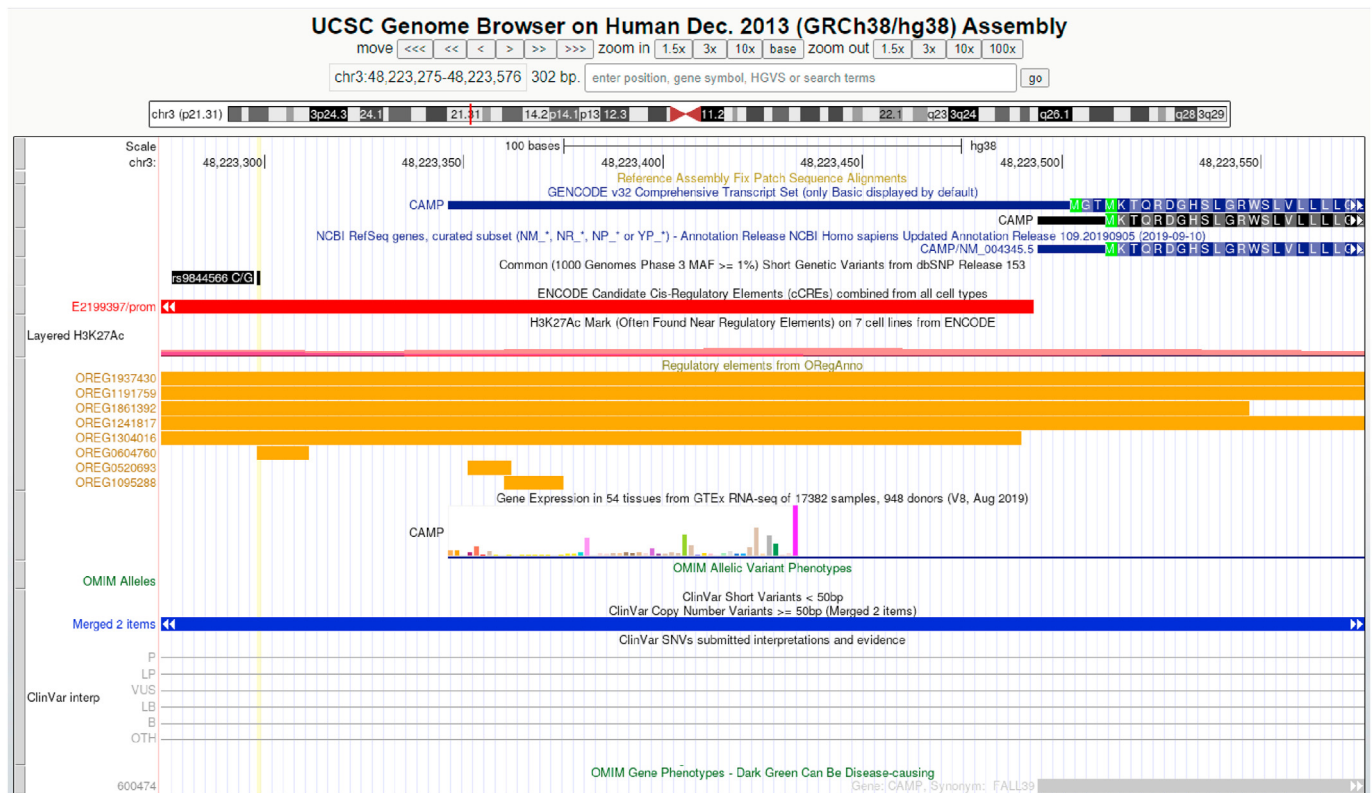 UCSC Genome Browser on Human Dec. 2013 (GRCh38/hg38) Assembly
move <<< << < > >> >>> zoom in 1.5x 3x 10x base zoom out 1.5x 3x 10x 100x
chr3:48,223,275-48,223,576 302 bp. enter position, gene symbol, HGVS or search terms go
chr3 (p21.31) 3p24.3 24.1 21.31 14.2 p14.1 p13 12.3 11.2 22.1 q23 3q24 q26.1 q28 3q29
Scale 100 bases hg38
chr3: 48,223,300 48,223,350 48,223,400 48,223,450 48,223,500 48,223,550
Reference Assembly Fix Patch Sequence Alignments
GENCODE v32 Comprehensive Transcript Set (only Basic displayed by default)
CAMP M G T M K T Q R D G H S L G R W S L V L L L L G
CAMP M K T Q R D G H S L G R W S L V L L L L G
NCBI RefSeq genes, curated subset (NM_*, NR_*, NP_* or YP_*) - Annotation Release NCBI Homo sapiens Updated Annotation Release 109.20190905 (2019-09-10)
CAMP/NM_004345.5 M K T Q R D G H S L G R W S L V L L L L G
Common (1000 Genomes Phase 3 MAF >= 1%) Short Genetic Variants from dbSNP Release 153
rs9844566 C/G
ENCODE Candidate Cis-Regulatory Elements (cCREs) combined from all cell types
E2199397/prom
H3K27Ac Mark (Often Found Near Regulatory Elements) on 7 cell lines from ENCODE
Layered H3K27Ac
Regulatory elements from ORegAnno
OREG1937430
OREG1191759
OREG1861392
OREG1241817
OREG1304016
OREG0604760
OREG0520693
OREG1095288
Gene Expression in 54 tissues from GTEx RNA-seq of 17382 samples, 948 donors (V8, Aug 2019)
CAMP
OMIM Allelic Variant Phenotypes
OMIM Alleles
ClinVar Short Variants < 50bp
ClinVar Copy Number Variants >= 50bp (Merged 2 items)
Merged 2 items
ClinVar SNVs submitted interpretations and evidence
P
LP
VUS
ClinVar interp
LB
B
OTH
OMIM Gene Phenotypes - Dark Green Can Be Disease-causing
600474 Gene: CAMP, Synonym: FALL39